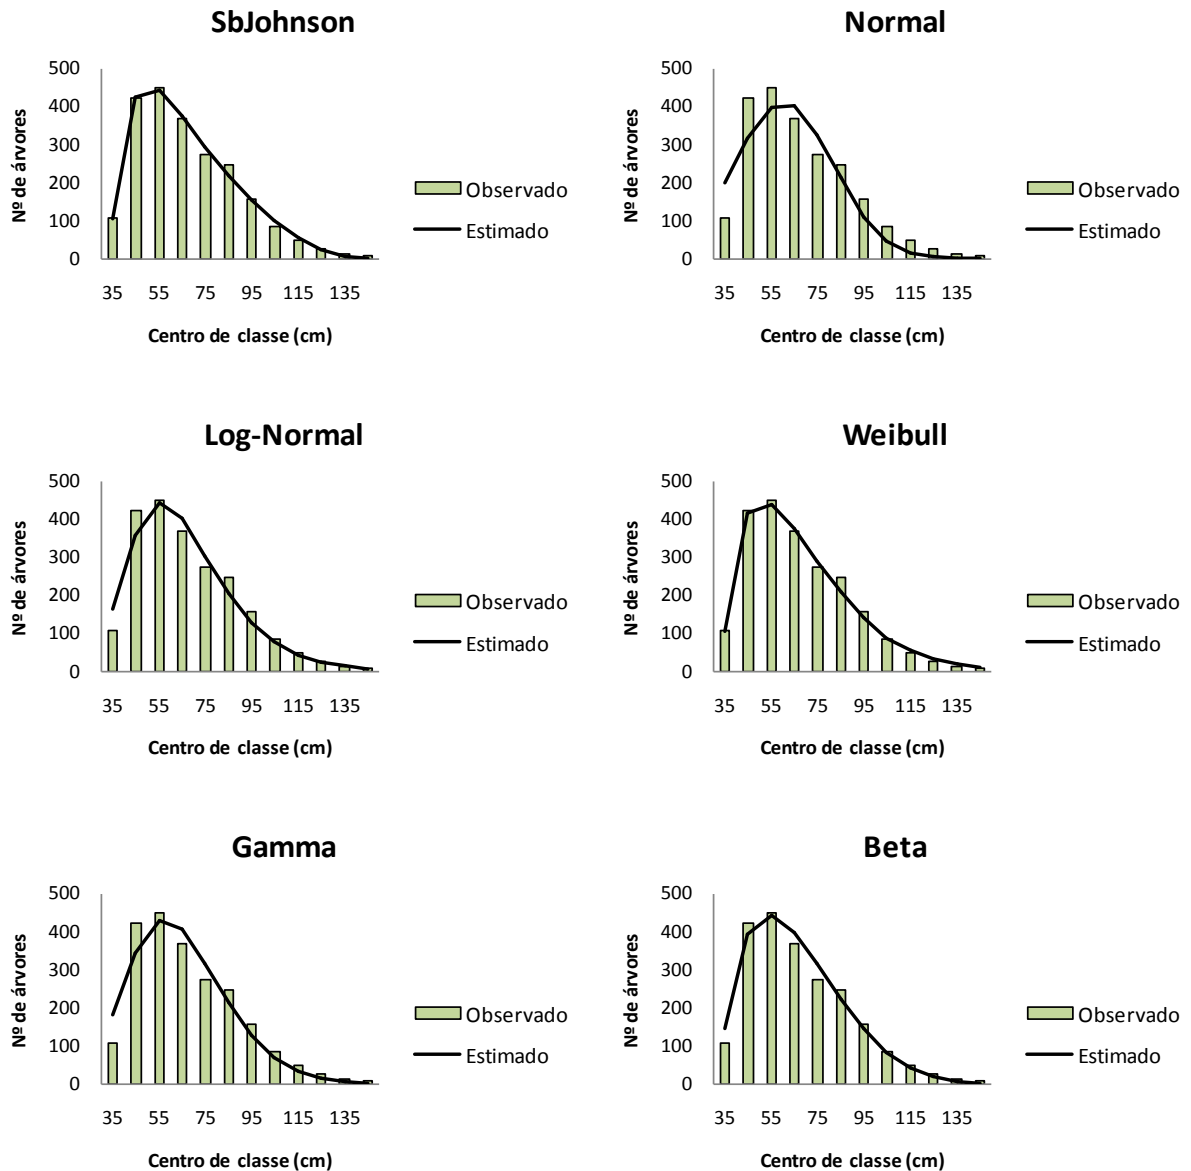 SbJohnson
Nº de árvores
500
400
300
200
100
0
35 55 75 95 115 135
Centro de classe (cm)
Observado
Estimado
Normal
Nº de árvores
500
400
300
200
100
0
35 55 75 95 115 135
Centro de classe (cm)
Observado
Estimado
Log-Normal
Nº de árvores
500
400
300
200
100
0
35 55 75 95 115 135
Centro de classe (cm)
Observado
Estimado
Weibull
Nº de árvores
500
400
300
200
100
0
35 55 75 95 115 135
Centro de classe (cm)
Observado
Estimado
Gamma
Nº de árvores
500
400
300
200
100
0
35 55 75 95 115 135
Centro de classe (cm)
Observado
Estimado
Beta
Nº de árvores
500
400
300
200
100
0
35 55 75 95 115 135
Centro de classe (cm)
Observado
Estimado